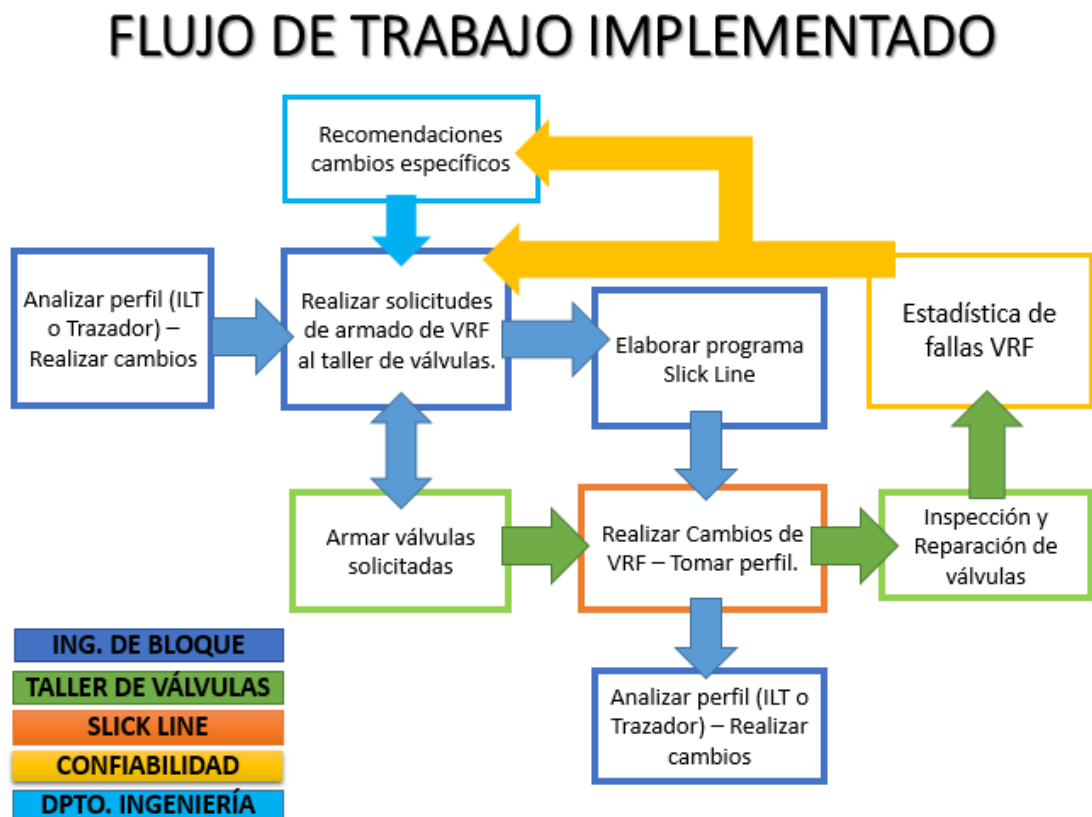 FLUJO DE TRABAJO IMPLEMENTADO
Recomendaciones
cambios específicos
Analizar perfil (ILT
o Trazador) –
Realizar cambios
Realizar solicitudes
de armado de VRF
al taller de válvulas.
Elaborar programa
Slick Line
Estadística de
fallas VRF
Armar válvulas
solicitadas
Realizar Cambios de
VRF – Tomar perfil.
Inspección y
Reparación de
válvulas
Analizar perfil (ILT o
Trazador) – Realizar
cambios
ING. DE BLOQUE
TALLER DE VÁLVULAS
SLICK LINE
CONFIABILIDAD
DPTO. INGENIERÍA